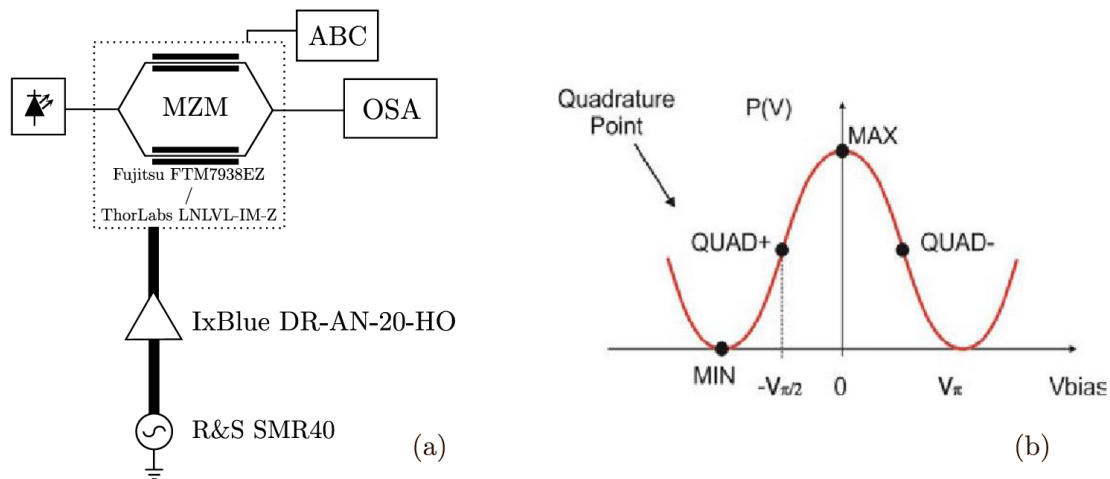 ABC
MZM
OSA
Fujitsu FTM7938EZ
/
ThorLabs LNLVL-IM-Z
IxBlue DR-AN-20-HO
R&S SMR40
(a)
Quadrature
Point
P(V)
MAX
QUAD+
QUAD-
MIN
-Vπ/2
0
Vπ
Vbias
(b)